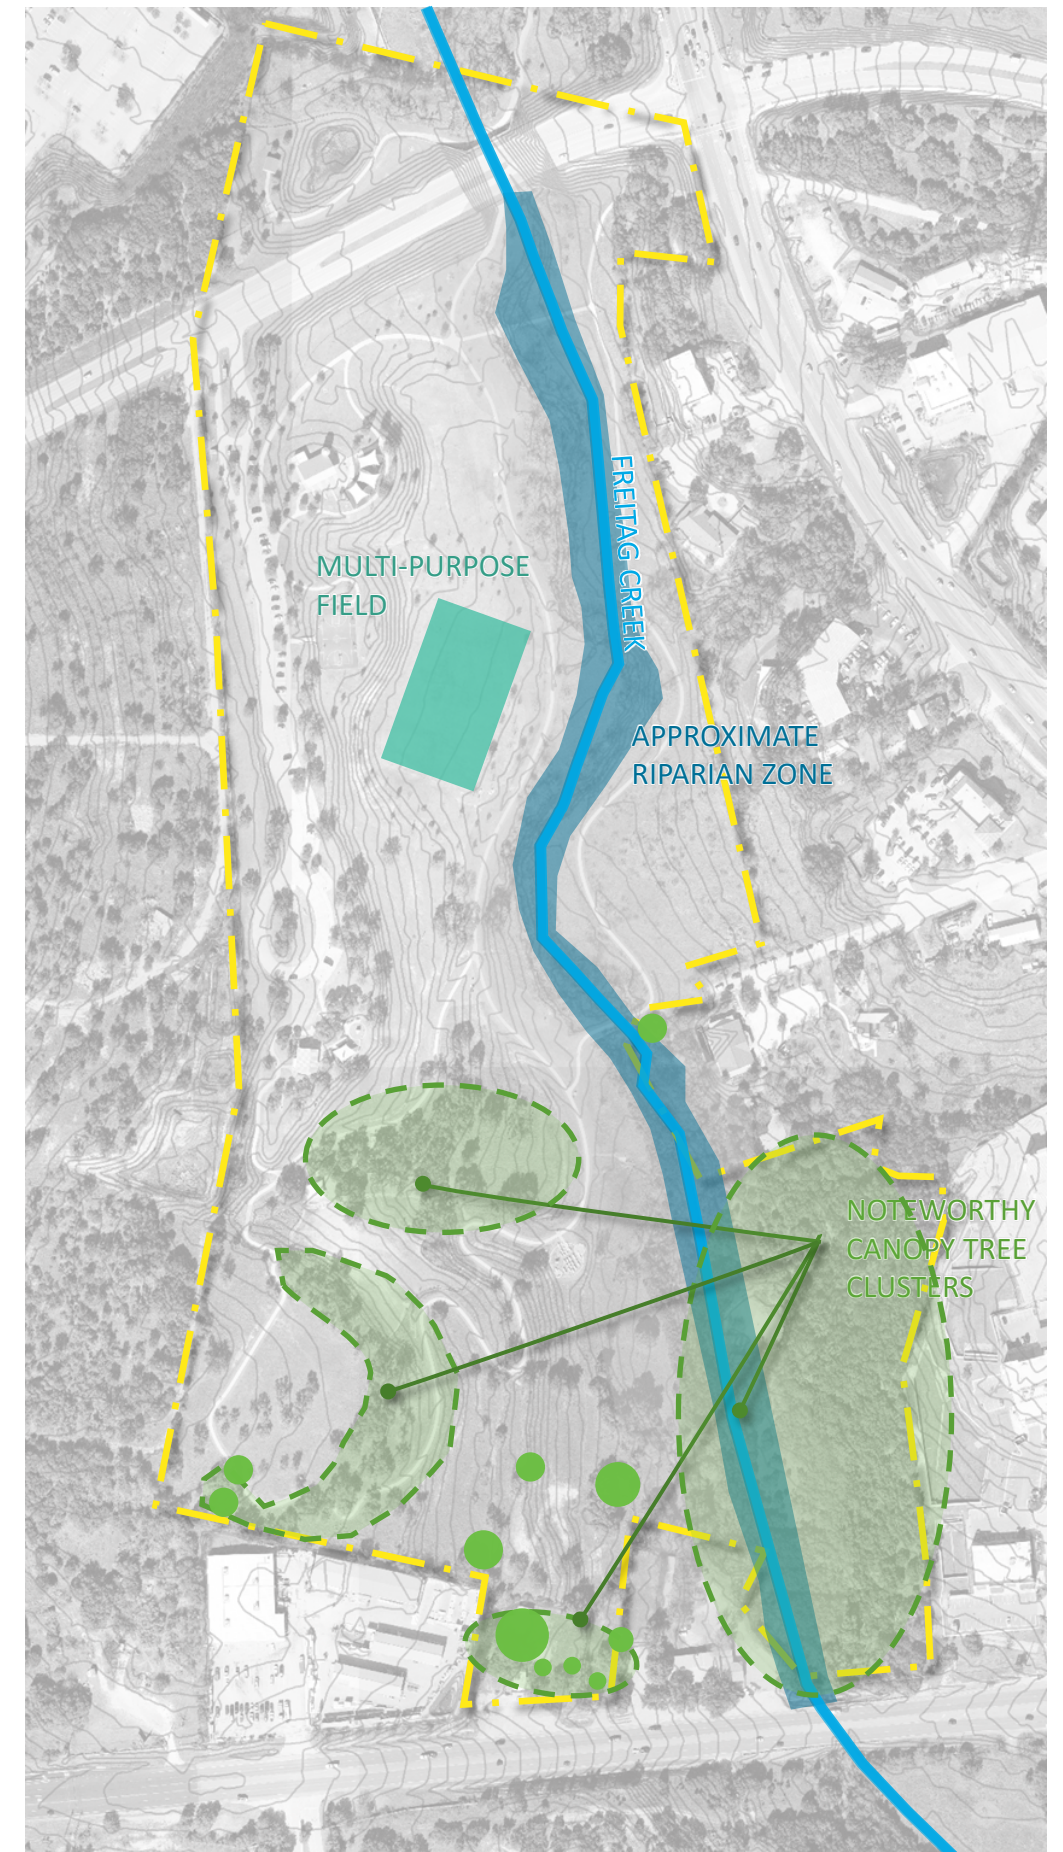 MULTI-PURPOSE
FIELD
FREITAG CREEK
APPROXIMATE
RIPARIAN ZONE
NOTEWORTHY
CANOPY TREE
CLUSTERS